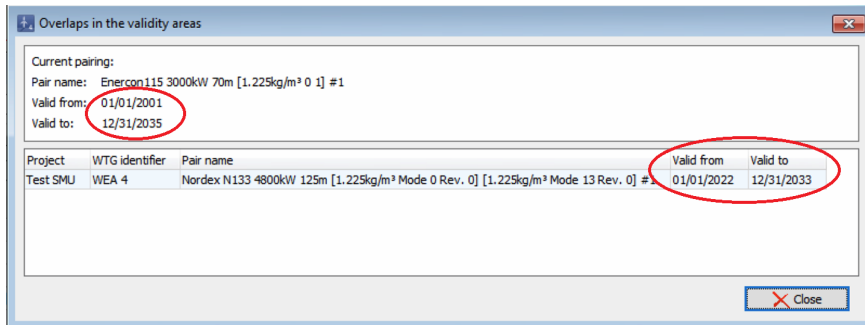 Overlaps in the validity areas
Current pairing:
Pair name: Enercon115 3000kW 70m [1.225kg/m³ 0 1] #1
Valid from: 01/01/2001
Valid to: 12/31/2035
Project WTG identifier Pair name Valid from Valid to
Test SMU WEA 4 Nordex N133 4800kW 125m [1.225kg/m³ Mode 0 Rev. 0] [1.225kg/m³ Mode 13 Rev. 0] #1 01/01/2022 12/31/2033
Close